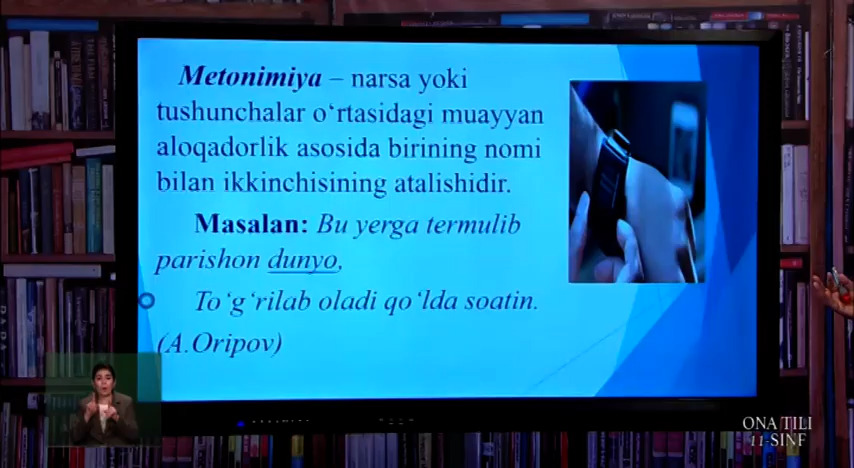 Metonimiya – narsa yoki
tushunchalar o‘rtasidagi muayyan
aloqadorlik asosida birining nomi
bilan ikkinchisining atalishidir.
Masalan: Bu yerga termulib
parishon dunyo,
To‘g‘rilab oladi qo‘lda soatin.
(A.Oripov)
ONA TILI
11-SINF